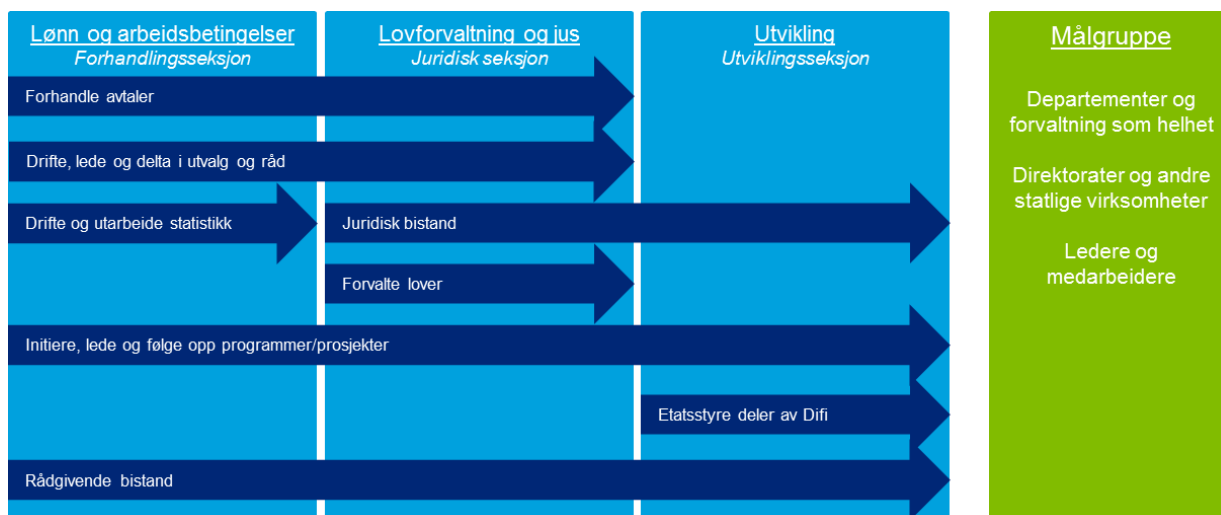 Lønn og arbeidsbetingelser
Forhandlingsseksjon
Lovforvaltning og jus
Juridisk seksjon
Utvikling
Utviklingsseksjon
Forhandle avtaler
Drifte, lede og delta i utvalg og råd
Drifte og utarbeide statistikk
Juridisk bistand
Forvalte lover
Initiere, lede og følge opp programmer/prosjekter
Etatsstyre deler av Difi
Rådgivende bistand
Målgruppe
Departementer og
forvaltning som helhet
Direktorater og andre
statlige virksomheter
Ledere og
medarbeidere